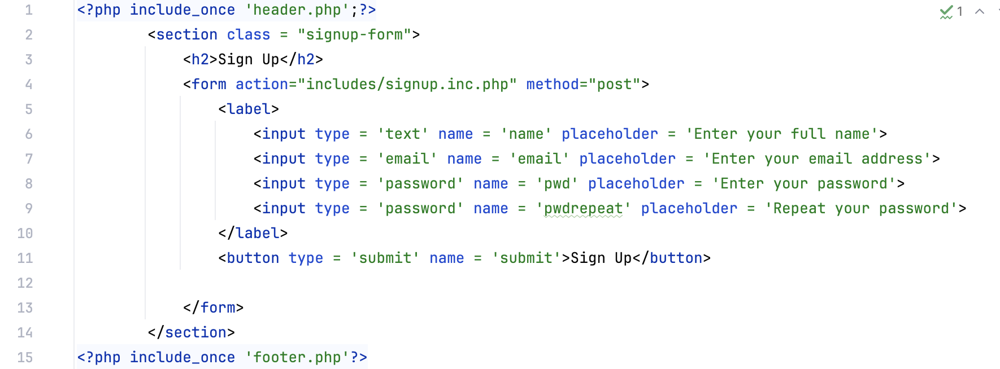 1 <?php include_once 'header.php';?>
2 <section class = "signup-form">
3 <h2>Sign Up</h2>
4 <form action="includes/signup.inc.php" method="post">
5 <label>
6 <input type = 'text' name = 'name' placeholder = 'Enter your full name'>
7 <input type = 'email' name = 'email' placeholder = 'Enter your email address'>
8 <input type = 'password' name = 'pwd' placeholder = 'Enter your password'>
9 <input type = 'password' name = 'pwdrepeat' placeholder = 'Repeat your password'>
10 </label>
11 <button type = 'submit' name = 'submit'>Sign Up</button>
12
13 </form>
14 </section>
15 <?php include_once 'footer.php'?>
1